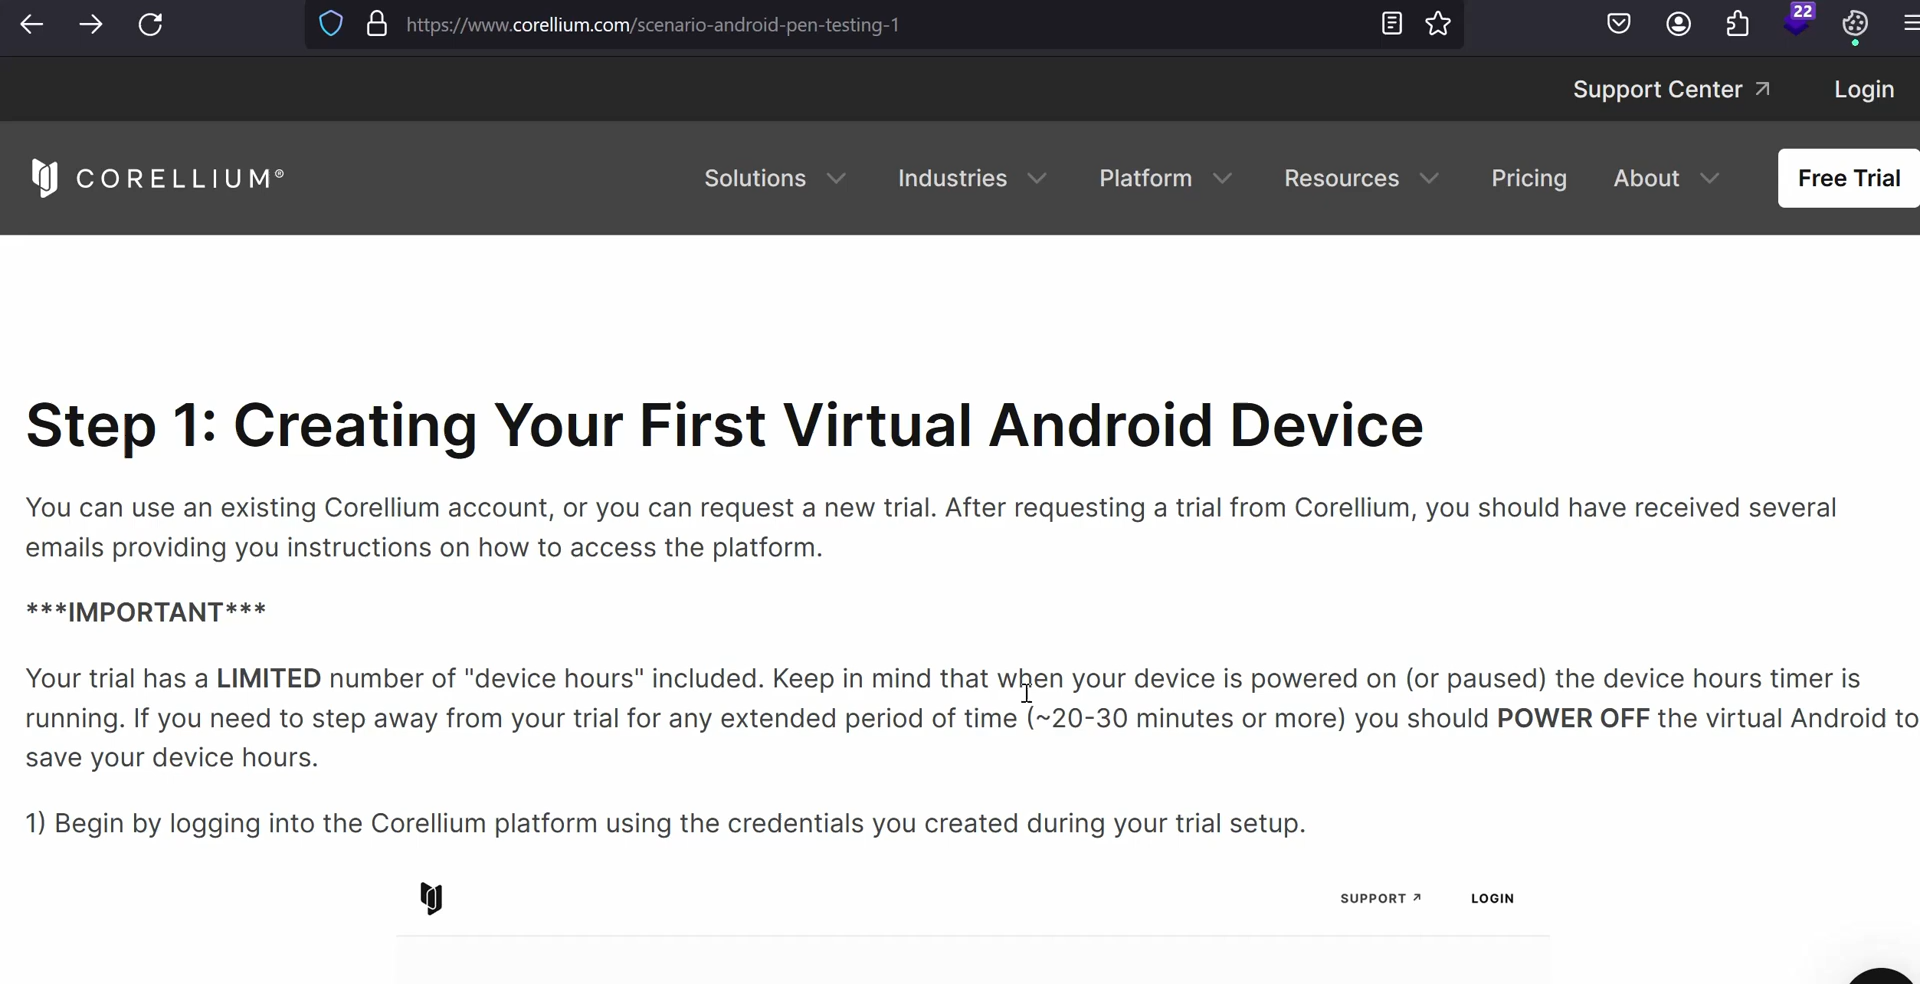 https://www.corellium.com/scenario-android-pen-testing-1
22
Support Center ↗ Login
CORELLIUM® Solutions Industries Platform Resources Pricing About Free Trial
Step 1: Creating Your First Virtual Android Device
You can use an existing Corellium account, or you can request a new trial. After requesting a trial from Corellium, you should have received several
emails providing you instructions on how to access the platform.
***IMPORTANT***
Your trial has a LIMITED number of "device hours" included. Keep in mind that when your device is powered on (or paused) the device hours timer is
running. If you need to step away from your trial for any extended period of time (~20-30 minutes or more) you should POWER OFF the virtual Android to
save your device hours.
1) Begin by logging into the Corellium platform using the credentials you created during your trial setup.
SUPPORT ↗ LOGIN